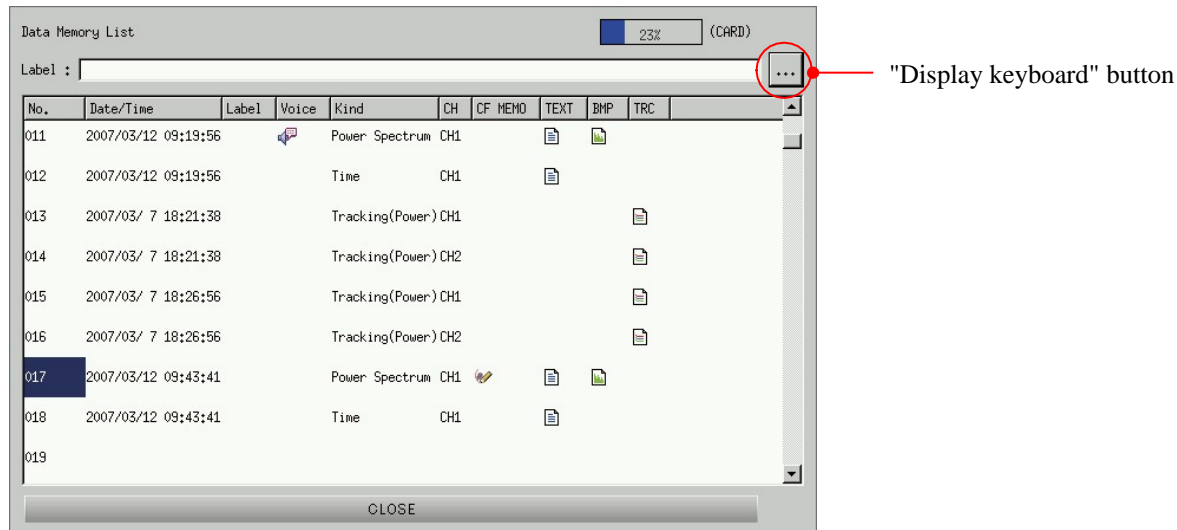 Data Memory List 23% (CARD)
Label :
... "Display keyboard" button
No. Date/Time Label Voice Kind CH CF MEMO TEXT BMP TRC
011 2007/03/12 09:19:56 Power Spectrum CH1
012 2007/03/12 09:19:56 Time CH1
013 2007/03/ 7 18:21:38 Tracking(Power) CH1
014 2007/03/ 7 18:21:38 Tracking(Power) CH2
015 2007/03/ 7 18:26:56 Tracking(Power) CH1
016 2007/03/ 7 18:26:56 Tracking(Power) CH2
017 2007/03/12 09:43:41 Power Spectrum CH1
018 2007/03/12 09:43:41 Time CH1
019
CLOSE